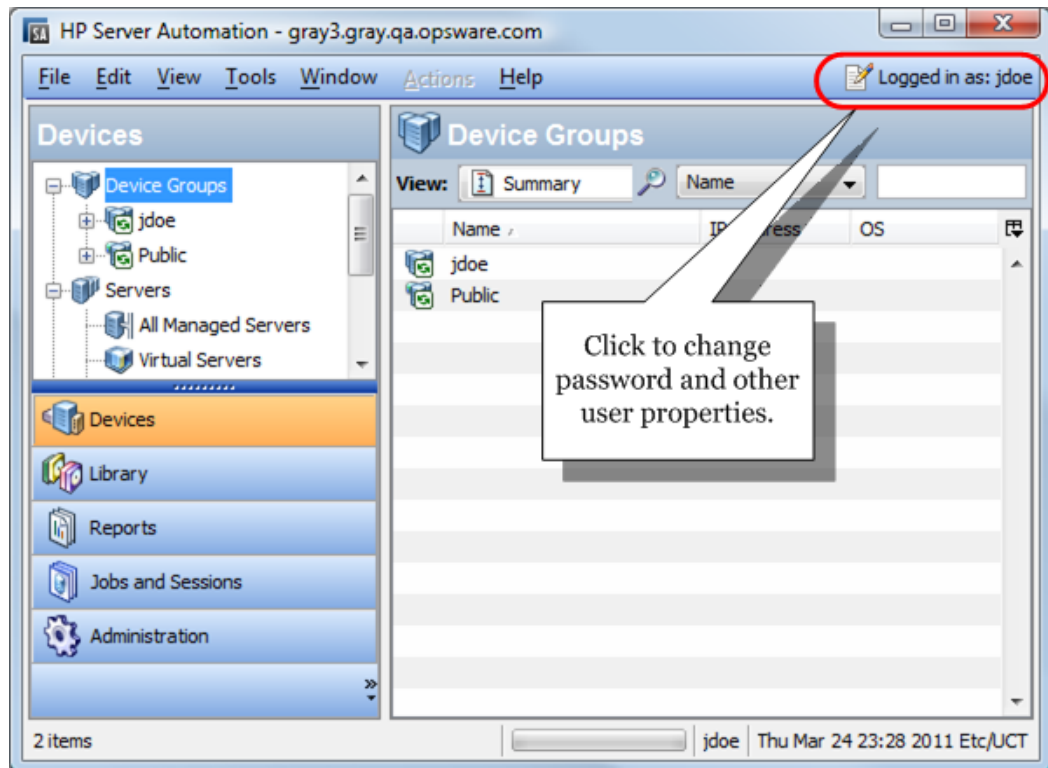 HP Server Automation - gray3.gray.qa.opsware.com
File Edit View Tools Window Actions Help
Logged in as: jdoe
Devices
Device Groups
jdoe
Public
Servers
All Managed Servers
Virtual Servers
Devices
Library
Reports
Jobs and Sessions
Administration
Device Groups
View: Summary Name
Name OS
jdoe
Public
Click to change
password and other
user properties.
2 items jdoe Thu Mar 24 23:28 2011 Etc/UCT